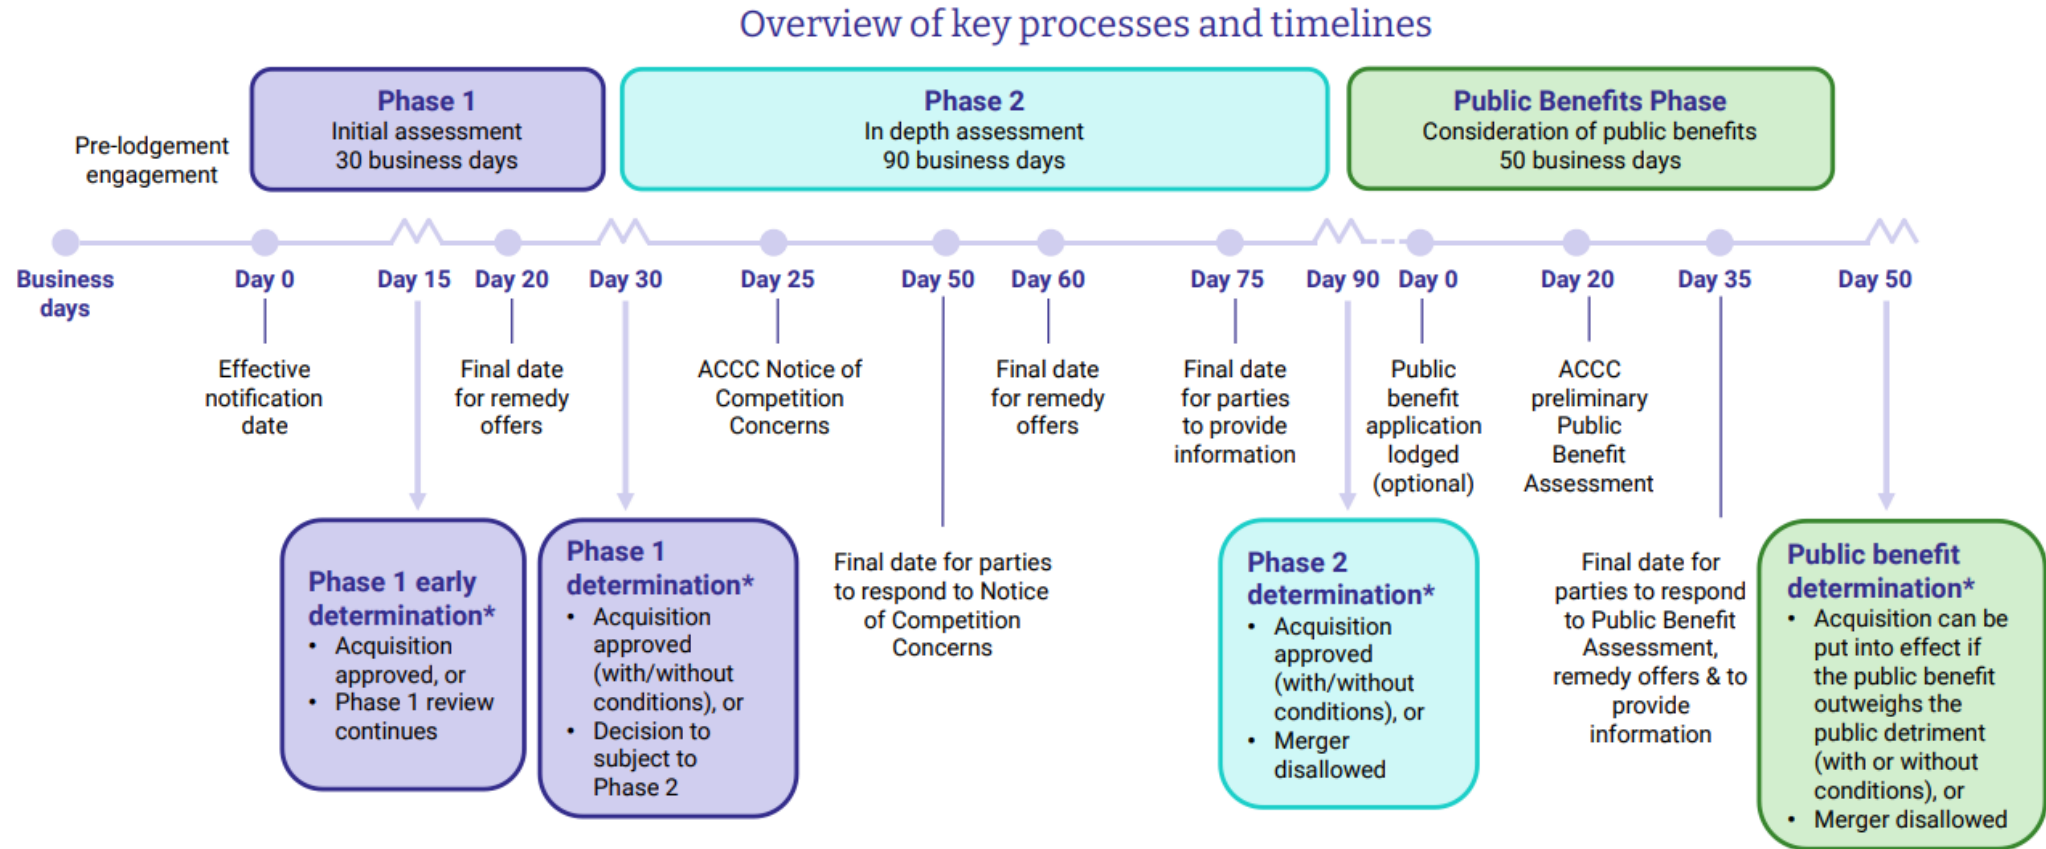 Overview of key processes and timelines
Pre-lodgement
engagement
Phase 1
Initial assessment
30 business days
Phase 2
In depth assessment
90 business days
Public Benefits Phase
Consideration of public benefits
50 business days
Business
days
Day 0
Day 15
Day 20
Day 30
Day 25
Day 50
Day 60
Day 75
Day 90
Day 0
Day 20
Day 35
Day 50
Effective
notification
date
Final date
for remedy
offers
ACCC Notice of
Competition
Concerns
Final date
for remedy
offers
Final date
for parties
to provide
information
Public
benefit
application
lodged
(optional)
ACCC
preliminary
Public
Benefit
Assessment
Phase 1 early
determination*
• Acquisition
approved, or
• Phase 1 review
continues
Phase 1
determination*
• Acquisition
approved
(with/without
conditions), or
• Decision to
subject to
Phase 2
Final date for parties
to respond to Notice
of Competition
Concerns
Phase 2
determination*
• Acquisition
approved
(with/without
conditions), or
• Merger
disallowed
Final date for
parties to respond
to Public Benefit
Assessment,
remedy offers & to
provide
information
Public benefit
determination*
• Acquisition can be
put into effect if
the public benefit
outweighs the
public detriment
(with or without
conditions), or
• Merger disallowed